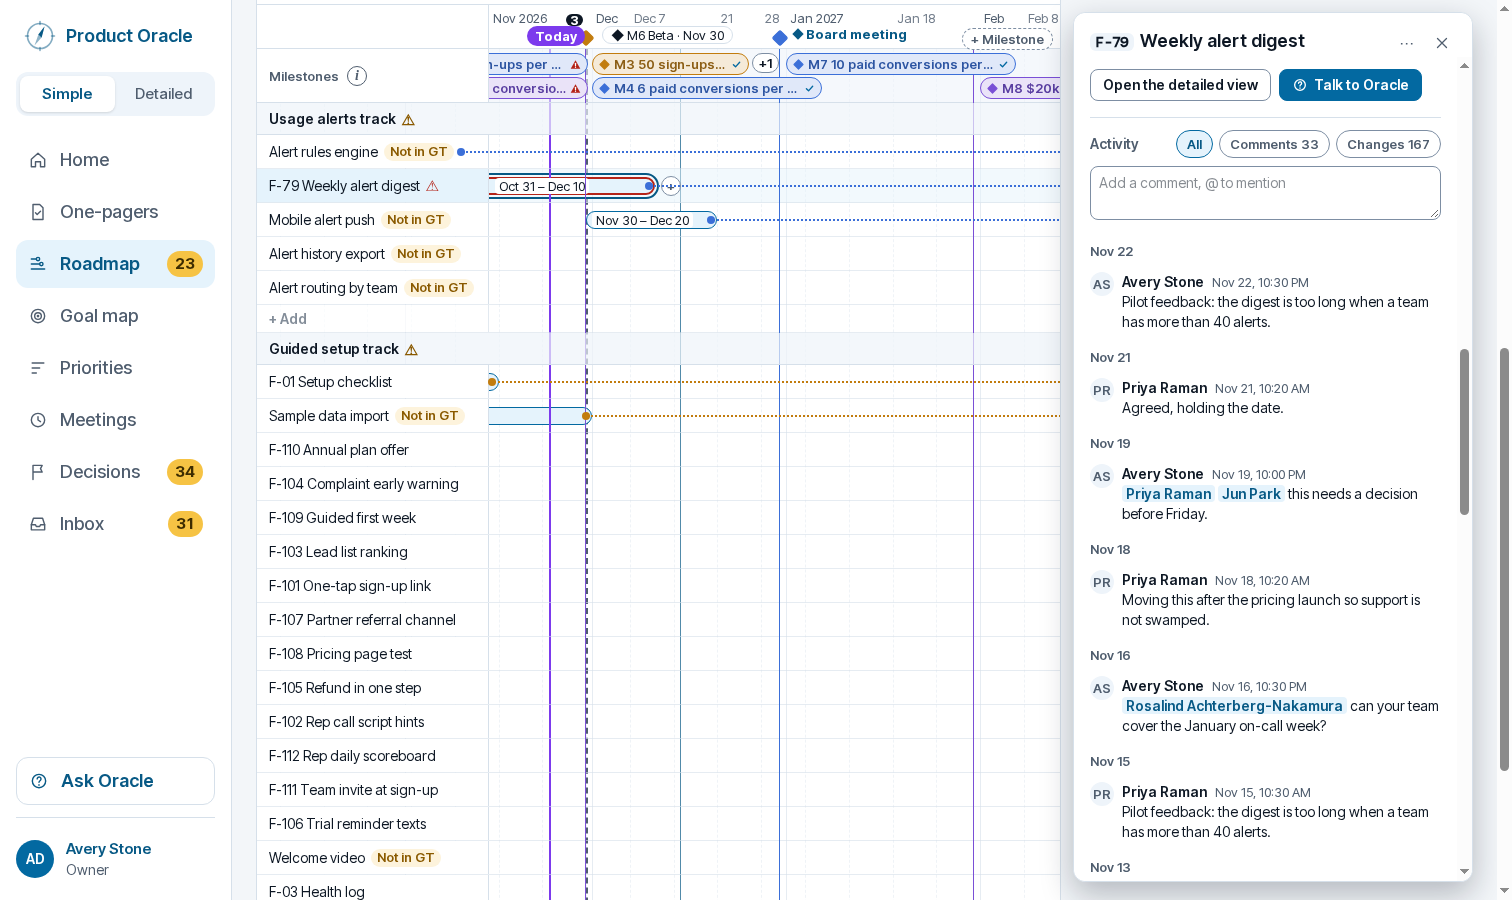 Product Oracle
Simple
Detailed
Home
One-pagers
Roadmap 23
Goal map
Priorities
Meetings
Decisions 34
Inbox 31
Ask Oracle
AD
Avery Stone
Owner
Nov 2026
3
Dec
Dec 7
21
28
Jan 2027
Jan 18
Feb
Feb 8
Today
M6 Beta · Nov 30
Board meeting
+ Milestone
Milestones i
n-ups per ...
M3 50 sign-ups...
+1
M7 10 paid conversions per...
conversio...
M4 6 paid conversions per ...
M8 $20k
Usage alerts track
Alert rules engine Not in GT
F-79 Weekly alert digest
Oct 31 – Dec 10
+
Mobile alert push Not in GT
Nov 30 – Dec 20
Alert history export Not in GT
Alert routing by team Not in GT
+ Add
Guided setup track
F-01 Setup checklist
Sample data import Not in GT
F-110 Annual plan offer
F-104 Complaint early warning
F-109 Guided first week
F-103 Lead list ranking
F-101 One-tap sign-up link
F-107 Partner referral channel
F-108 Pricing page test
F-105 Refund in one step
F-102 Rep call script hints
F-112 Rep daily scoreboard
F-111 Team invite at sign-up
F-106 Trial reminder texts
Welcome video Not in GT
F-03 Health log
F-79 Weekly alert digest
Open the detailed view
Talk to Oracle
Activity
All
Comments 33
Changes 167
Add a comment, @ to mention
Nov 22
AS
Avery Stone Nov 22, 10:30 PM
Pilot feedback: the digest is too long when a team
has more than 40 alerts.
Nov 21
PR
Priya Raman Nov 21, 10:20 AM
Agreed, holding the date.
Nov 19
AS
Avery Stone Nov 19, 10:00 PM
Priya Raman Jun Park this needs a decision
before Friday.
Nov 18
PR
Priya Raman Nov 18, 10:20 AM
Moving this after the pricing launch so support is
not swamped.
Nov 16
AS
Avery Stone Nov 16, 10:30 PM
Rosalind Achterberg-Nakamura can your team
cover the January on-call week?
Nov 15
PR
Priya Raman Nov 15, 10:30 AM
Pilot feedback: the digest is too long when a team
has more than 40 alerts.
Nov 13